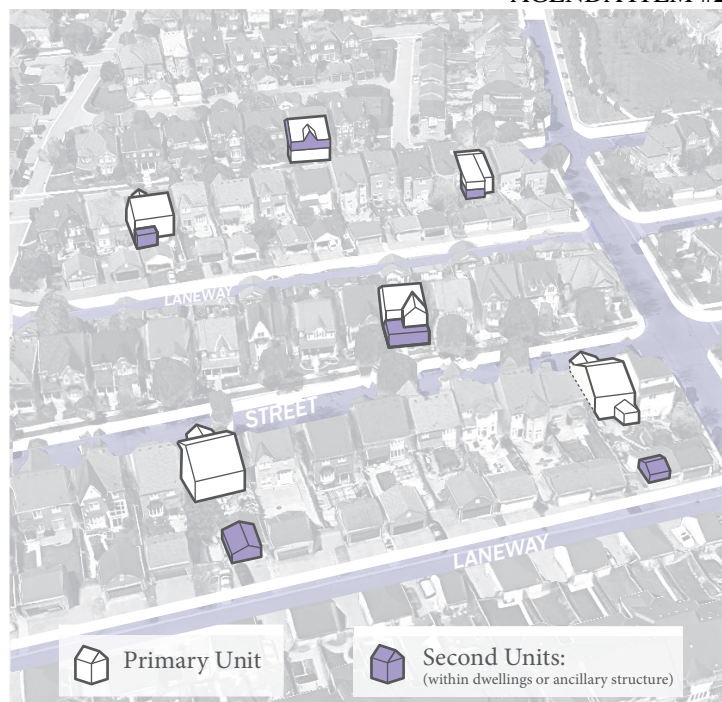 LANEWAY
STREET
LANEWAY
Primary Unit
Second Units:
(within dwellings or ancillary structure)